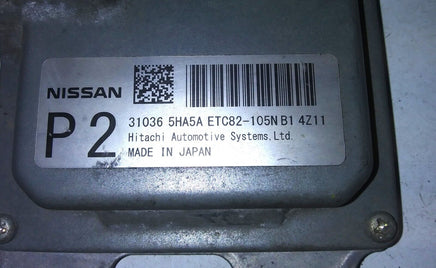 NISSAN
P2
31036 5HA5A ETC82-105N B1 4Z11
Hitachi Automotive Systems,Ltd.
MADE IN JAPAN